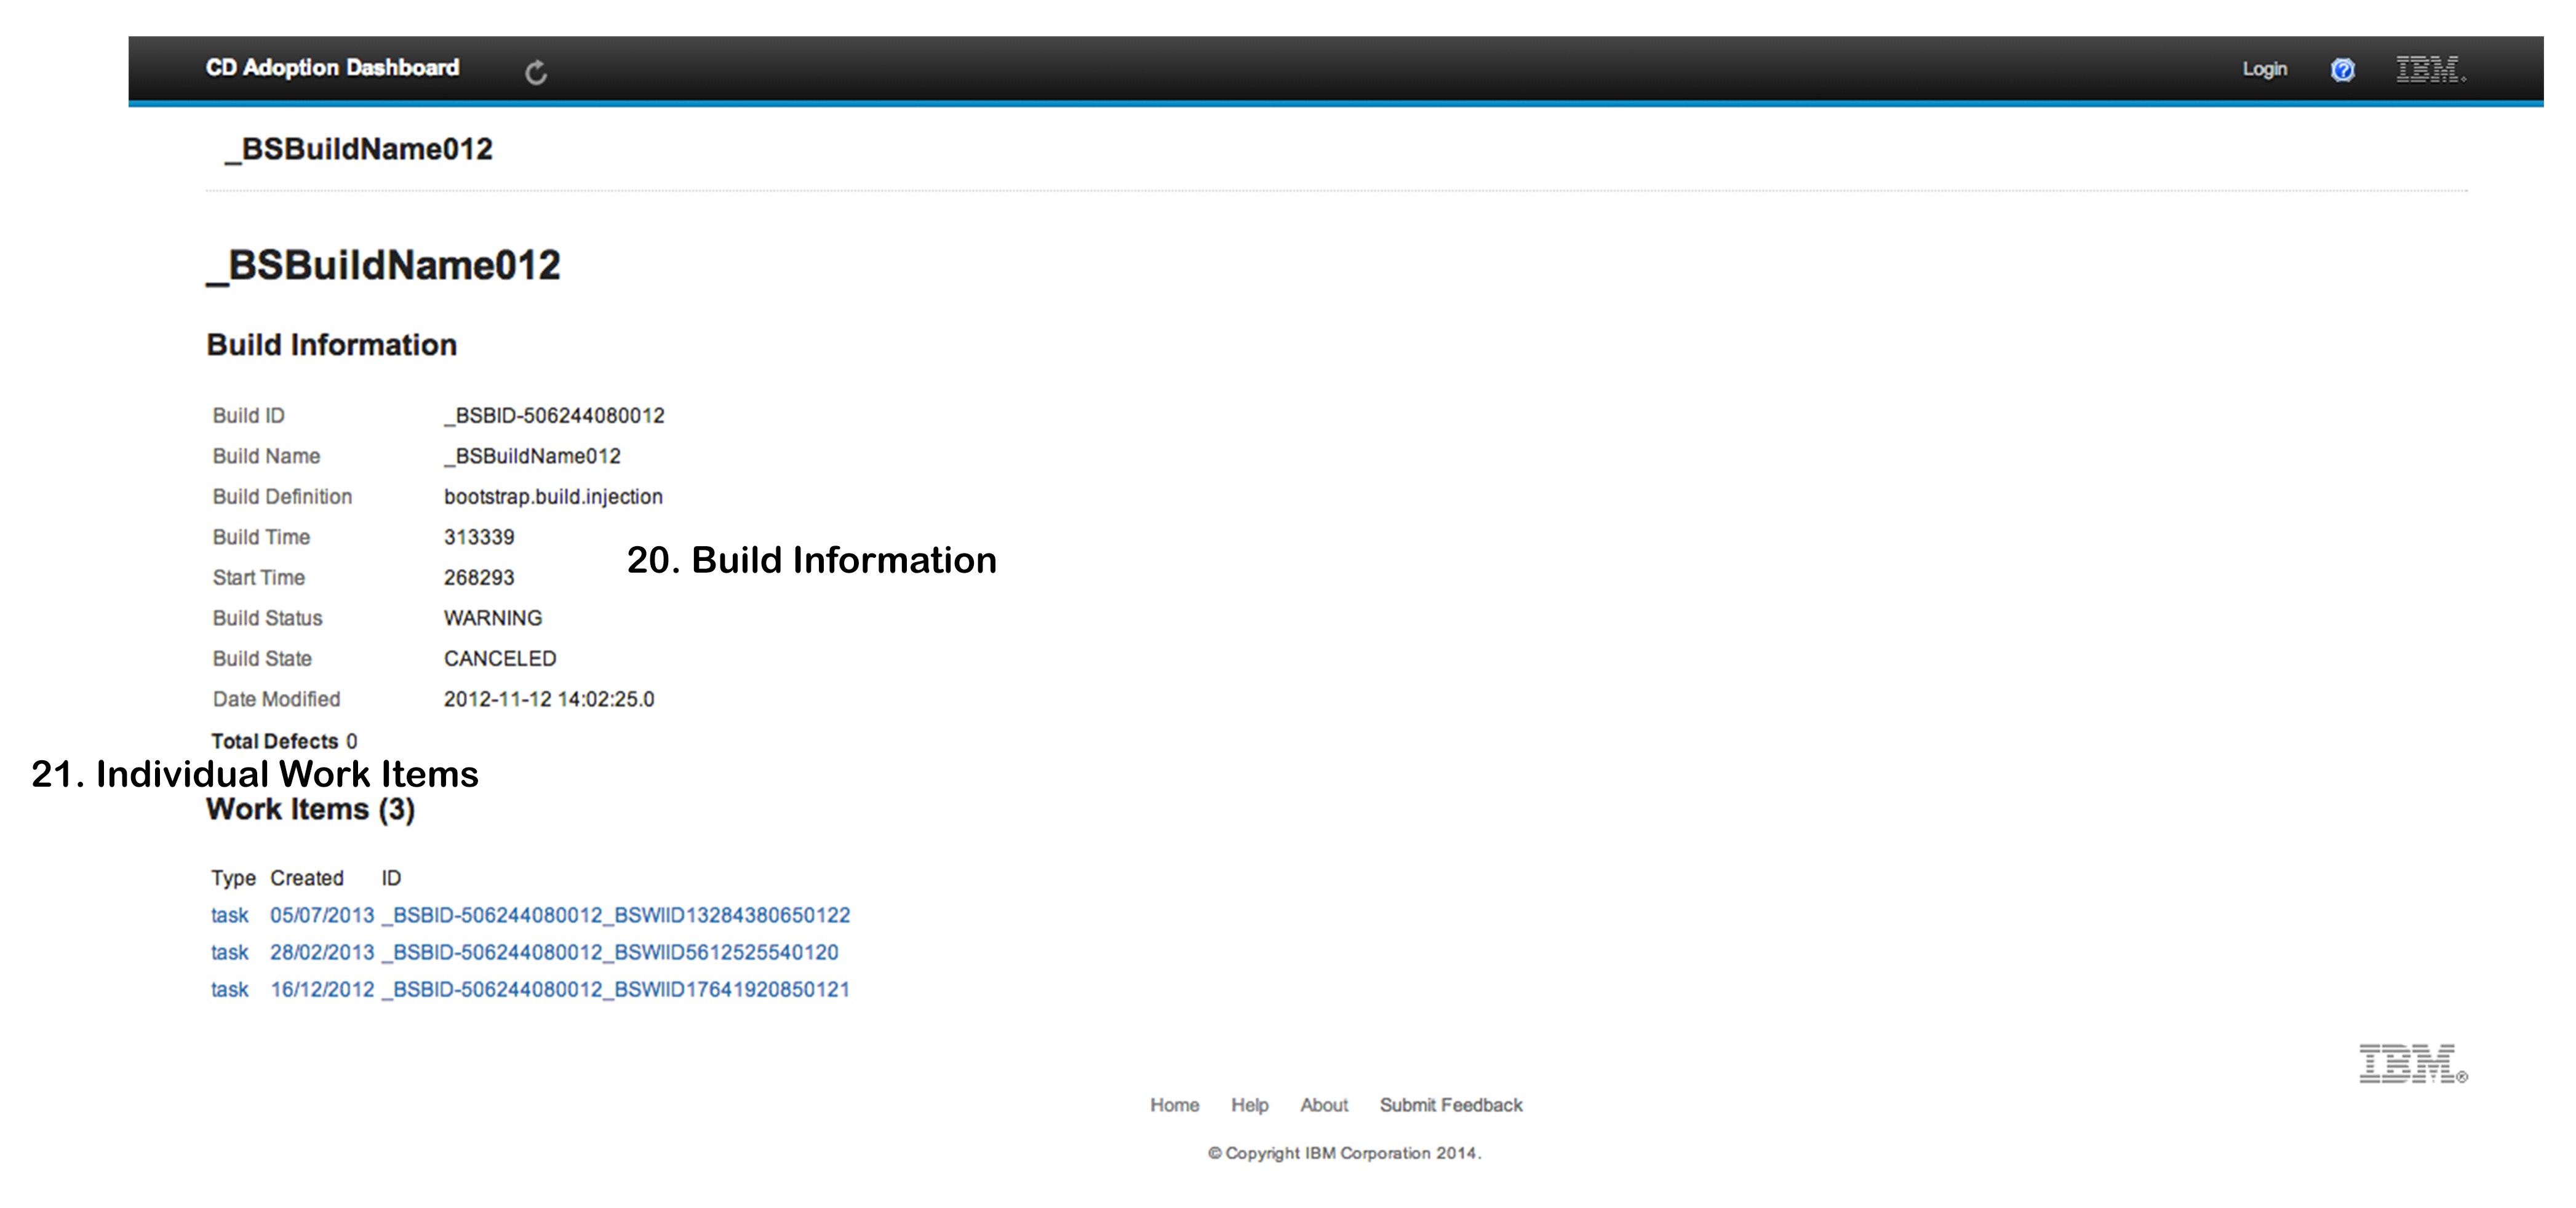 CD Adoption Dashboard
Login ? IBM.
_BSBuildName012
_BSBuildName012
Build Information
Build ID _BSBID-506244080012
Build Name _BSBuildName012
Build Definition bootstrap.build.injection
Build Time 313339
20. Build Information
Start Time 268293
Build Status WARNING
Build State CANCELED
Date Modified 2012-11-12 14:02:25.0
Total Defects 0
21. Individual Work Items
Work Items (3)
Type Created ID
task 05/07/2013 _BSBID-506244080012_BSWIID13284380650122
task 28/02/2013 _BSBID-506244080012_BSWIID5612525540120
task 16/12/2012 _BSBID-506244080012_BSWIID17641920850121
IBM®
Home Help About Submit Feedback
© Copyright IBM Corporation 2014.